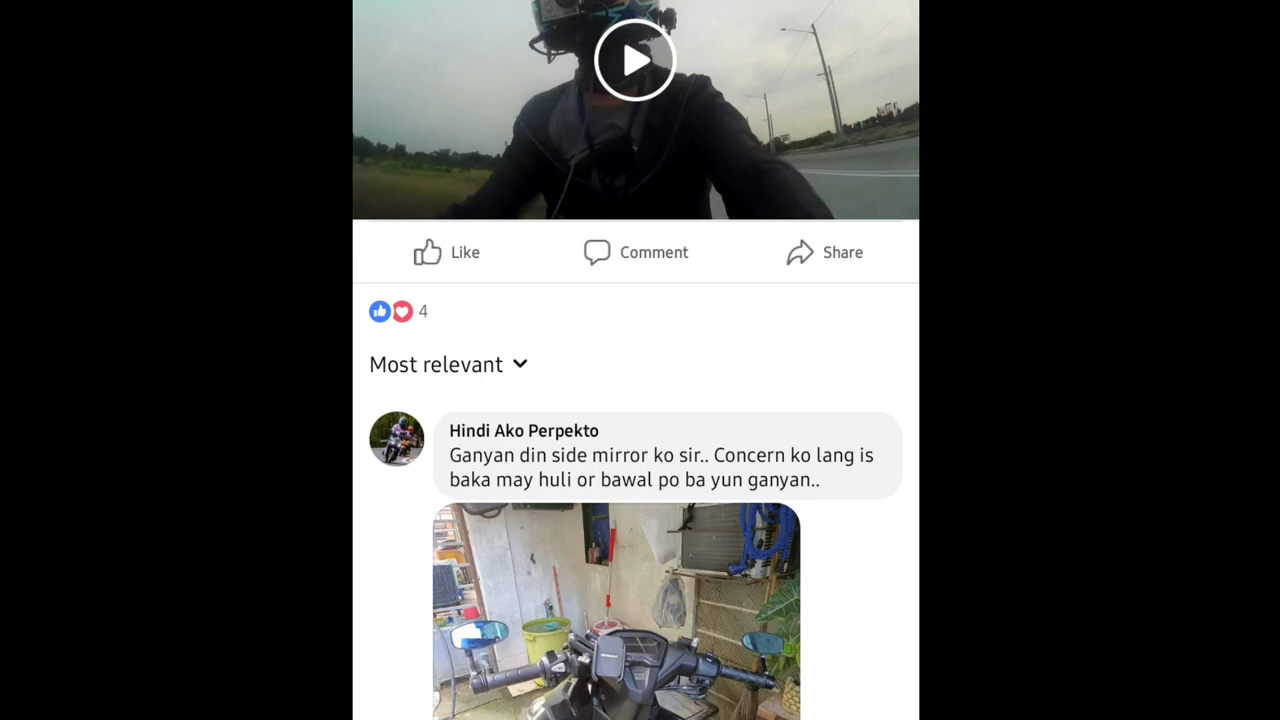 Like
Comment
Share
4
Most relevant
Hindi Ako Perpekto
Ganyan din side mirror ko sir.. Concern ko lang is
baka may huli or bawal po ba yun ganyan..